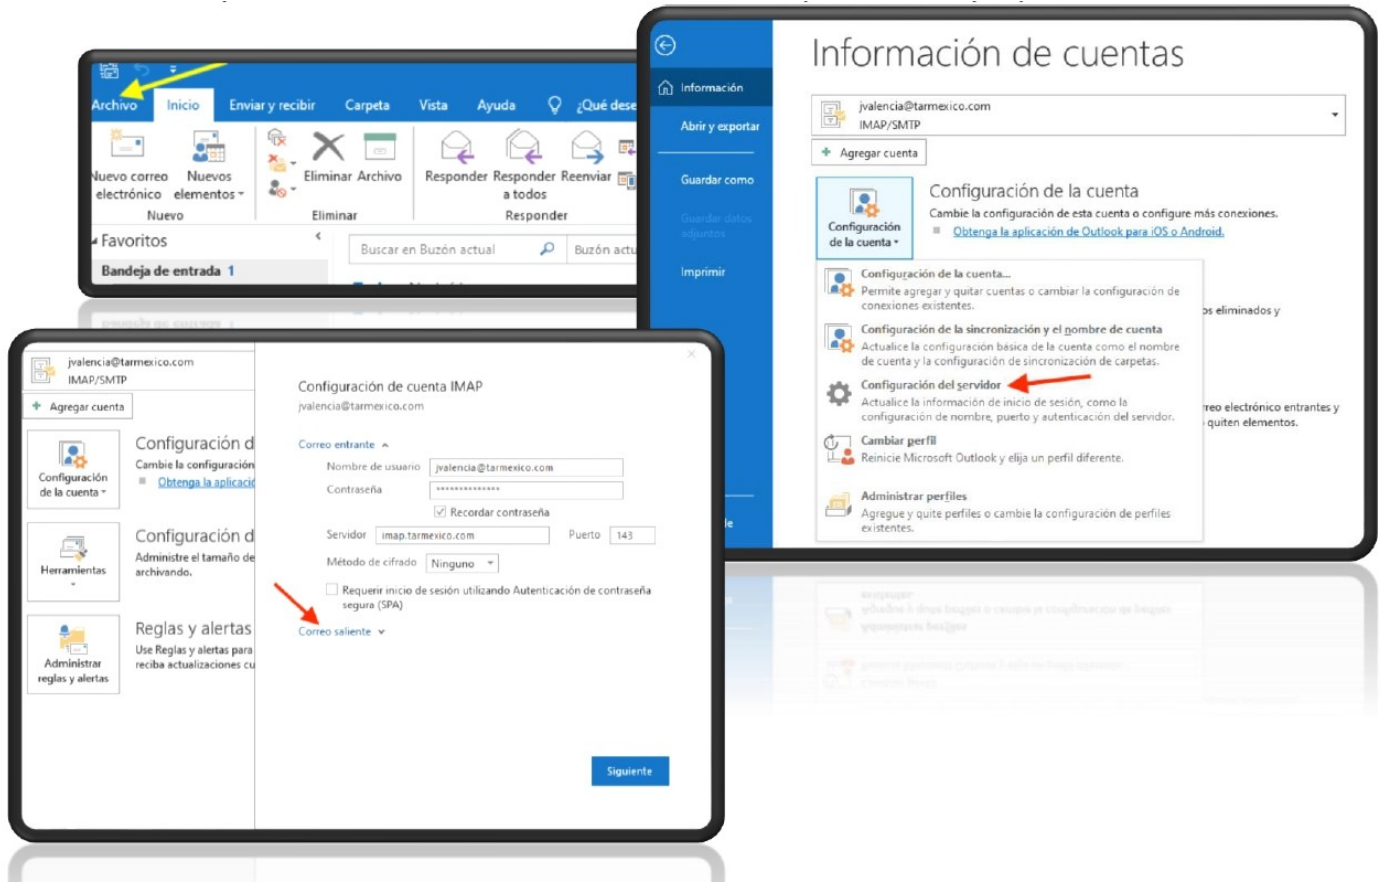 Archivo Inicio Enviar y recibir Carpeta Vista Ayuda ¿Qué dese
Nuevo correo electrónico
Nuevos elementos
Eliminar Archivo
Responder Responder a todos Reenviar
Nuevo Eliminar Responder
Favoritos
Buscar en Buzón actual
Buzón actu
Bandeja de entrada 1
Información de cuentas
Información
Abrir y exportar
Guardar como
Guardar datos
adjuntos
Imprimir
jvalencia@tarmexico.com
IMAP/SMTP
Agregar cuenta
Configuración
de la cuenta
Configuración de la cuenta
Cambie la configuración de esta cuenta o configure más conexiones.
Obtenga la aplicación de Outlook para iOS o Android.
Configuración de la cuenta...
Permite agregar y quitar cuentas o cambiar la configuración de
conexiones existentes.
os eliminados y
Configuración de la sincronización y el nombre de cuenta
Actualice la configuración básica de la cuenta como el nombre
de cuenta y la configuración de sincronización de carpetas.
Configuración del servidor
Actualice la información de inicio de sesión, como la
configuración de nombre, puerto y autenticación del servidor.
rreo electrónico entrantes y
quiten elementos.
Cambiar perfil
Reinicie Microsoft Outlook y elija un perfil diferente.
Administrar perfiles
Agregue y quite perfiles o cambie la configuración de perfiles
existentes.
jvalencia@tarmexico.com
IMAP/SMTP
Agregar cuenta
Configuración
de la cuenta
Configuración d
Cambie la configuración
Obtenga la aplicació
Herramientas
Configuración d
Administre el tamaño de
archivando.
Administrar
reglas y alertas
Reglas y alertas
Use Reglas y alertas para
reciba actualizaciones cu
Configuración de cuenta IMAP
jvalencia@tarmexico.com
Correo entrante
Nombre de usuario jvalencia@tarmexico.com
Contraseña **************
Recordar contraseña
Servidor imap.tarmexico.com Puerto 143
Método de cifrado Ninguno
Requerir inicio de sesión utilizando Autenticación de contraseña
segura (SPA)
Correo saliente
Siguiente